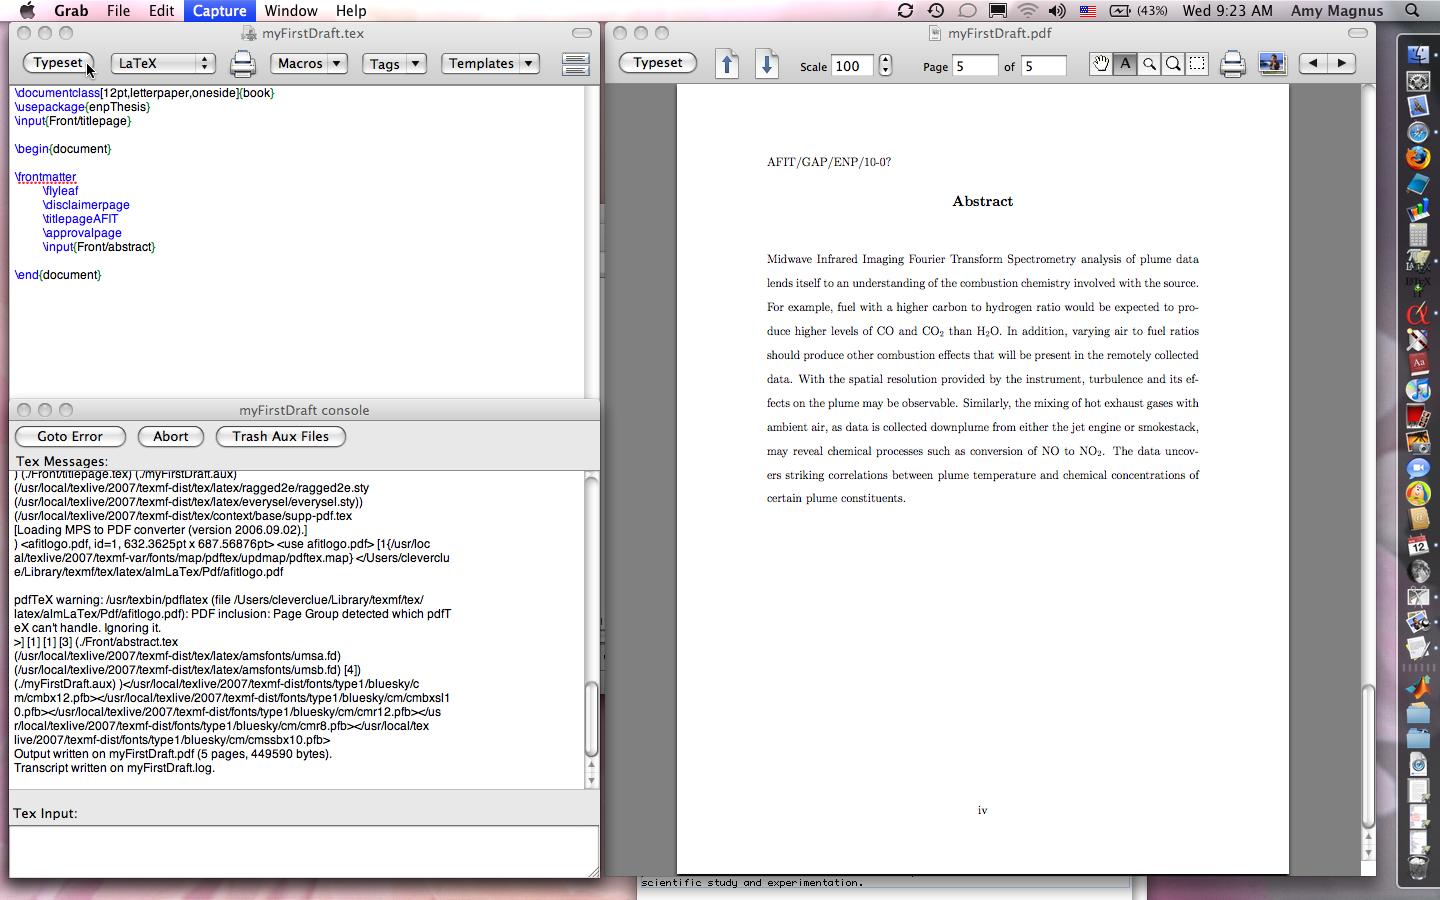 Grab File Edit Capture Window Help
(43%) Wed 9:23 AM Amy Magnus
myFirstDraft.tex
Typeset LaTeX Macros Tags Templates
\documentclass[12pt,letterpaper,oneside]{book}
\usepackage{enpThesis}
\input{Front/titlepage}
\begin{document}
\frontmatter
\flyleaf
\disclaimerpage
\titlepageAFIT
\approvalpage
\input{Front/abstract}
\end{document}
myFirstDraft console
Goto Error Abort Trash Aux Files
Tex Messages:
) (./Front/titlepage.tex) (./myFirstDraft.aux)
(/usr/local/texlive/2007/texmf-dist/tex/latex/ragged2e/ragged2e.sty
(/usr/local/texlive/2007/texmf-dist/tex/latex/everysel/everysel.sty))
(/usr/local/texlive/2007/texmf-dist/tex/context/base/supp-pdf.tex
[Loading MPS to PDF converter (version 2006.09.02).]
) <afitlogo.pdf, id=1, 632.3625pt x 687.56876pt> <use afitlogo.pdf> [1{/usr/loc
al/texlive/2007/texmf-var/fonts/map/pdftex/updmap/pdftex.map} </Users/cleverclu
e/Library/texmf/tex/latex/almLaTex/Pdf/afitlogo.pdf
pdfTeX warning: /usr/texbin/pdflatex (file /Users/cleverclue/Library/texmf/tex/
latex/almLaTex/Pdf/afitlogo.pdf): PDF inclusion: Page Group detected which pdfT
eX can't handle. Ignoring it.
>] [1] [1] [3] (./Front/abstract.tex
(/usr/local/texlive/2007/texmf-dist/tex/latex/amsfonts/umsa.fd)
(/usr/local/texlive/2007/texmf-dist/tex/latex/amsfonts/umsb.fd) [4])
(./myFirstDraft.aux) )</usr/local/texlive/2007/texmf-dist/fonts/type1/bluesky/c
m/cmbx12.pfb></usr/local/texlive/2007/texmf-dist/fonts/type1/bluesky/cm/cmbxsl1
0.pfb></usr/local/texlive/2007/texmf-dist/fonts/type1/bluesky/cm/cmr12.pfb></us
r/local/texlive/2007/texmf-dist/fonts/type1/bluesky/cm/cmr8.pfb></usr/local/tex
live/2007/texmf-dist/fonts/type1/bluesky/cm/cmssbx10.pfb>
Output written on myFirstDraft.pdf (5 pages, 449590 bytes).
Transcript written on myFirstDraft.log.
Tex Input:
myFirstDraft.pdf
Typeset Scale 100 Page 5 of 5 A
AFIT/GAP/ENP/10-0?
Abstract
Midwave Infrared Imaging Fourier Transform Spectrometry analysis of plume data
lends itself to an understanding of the combustion chemistry involved with the source.
For example, fuel with a higher carbon to hydrogen ratio would be expected to pro-
duce higher levels of CO and CO₂ than H₂O. In addition, varying air to fuel ratios
should produce other combustion effects that will be present in the remotely collected
data. With the spatial resolution provided by the instrument, turbulence and its ef-
fects on the plume may be observable. Similarly, the mixing of hot exhaust gases with
ambient air, as data is collected downplume from either the jet engine or smokestack,
may reveal chemical processes such as conversion of NO to NO₂. The data uncov-
ers striking correlations between plume temperature and chemical concentrations of
certain plume constituents.
iv
scientific study and experimentation.